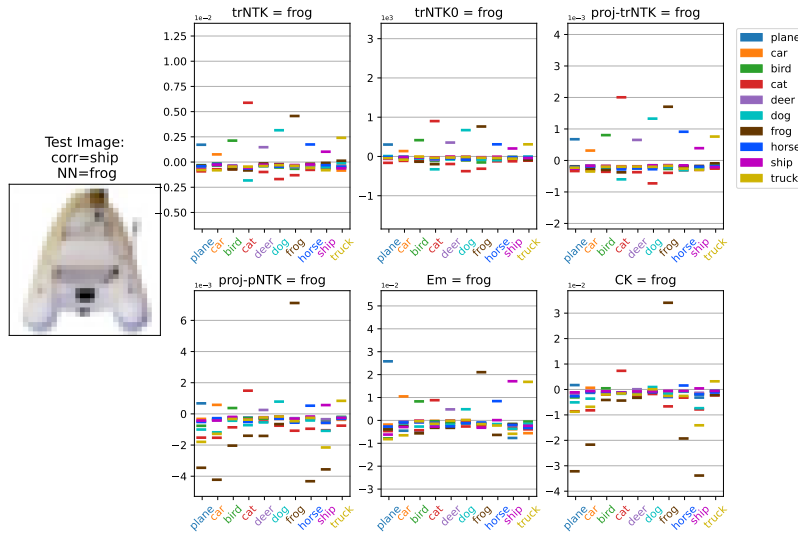 trNTK = frog
trNTK0 = frog
proj-trNTK = frog
1e−2
1e3
1e−3
1.25
1.00
0.75
0.50
0.25
0.00
−0.25
−0.50
3
2
1
0
−1
4
3
2
1
0
−1
−2
plane
car
bird
cat
deer
dog
frog
horse
ship
truck
Test Image:
corr=ship
NN=frog
plane car bird cat deer dog frog horse ship truck
plane car bird cat deer dog frog horse ship truck
plane car bird cat deer dog frog horse ship truck
proj-pNTK = frog
Em = frog
CK = frog
1e−3
1e−2
1e−2
6
4
2
0
−2
−4
5
4
3
2
1
0
−1
−2
−3
4
3
2
1
0
−1
−2
−3
−4
plane car bird cat deer dog frog horse ship truck
plane car bird cat deer dog frog horse ship truck
plane car bird cat deer dog frog horse ship truck